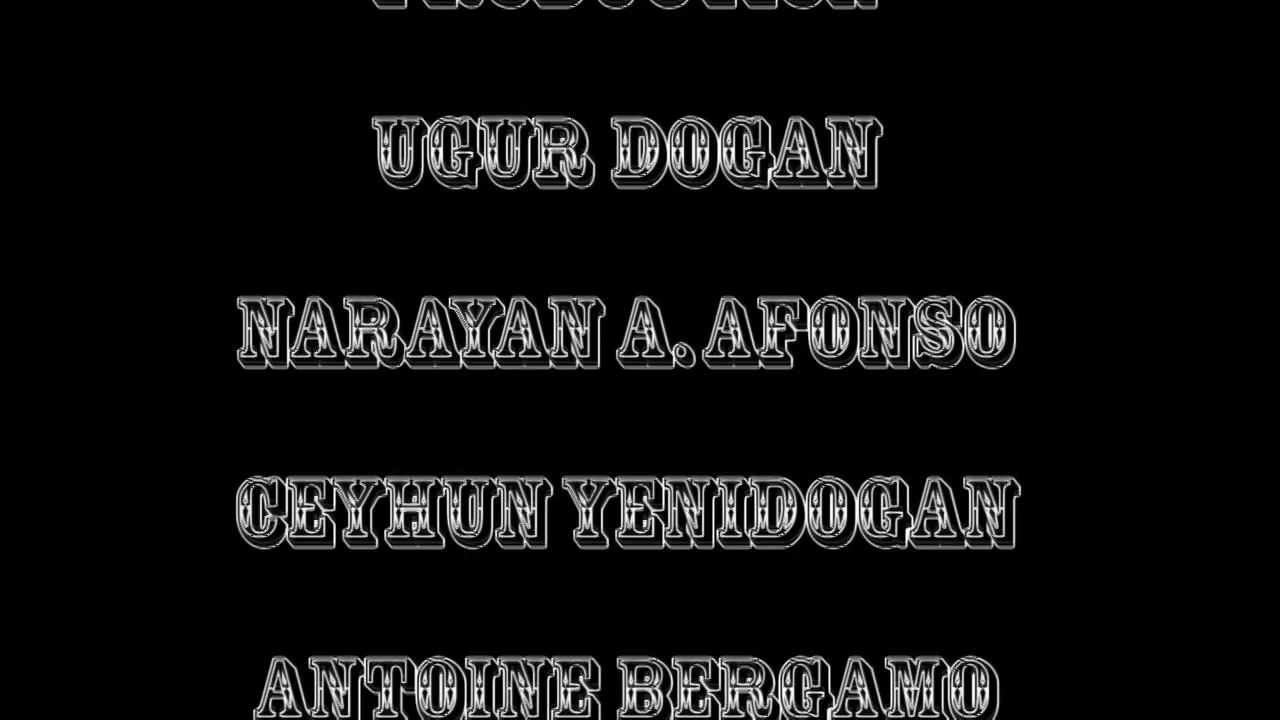 UGUR DOGAN
NARAYAN A. AFONSO
CEYHUN YENIDOGAN
ANTOINE BERGAMO